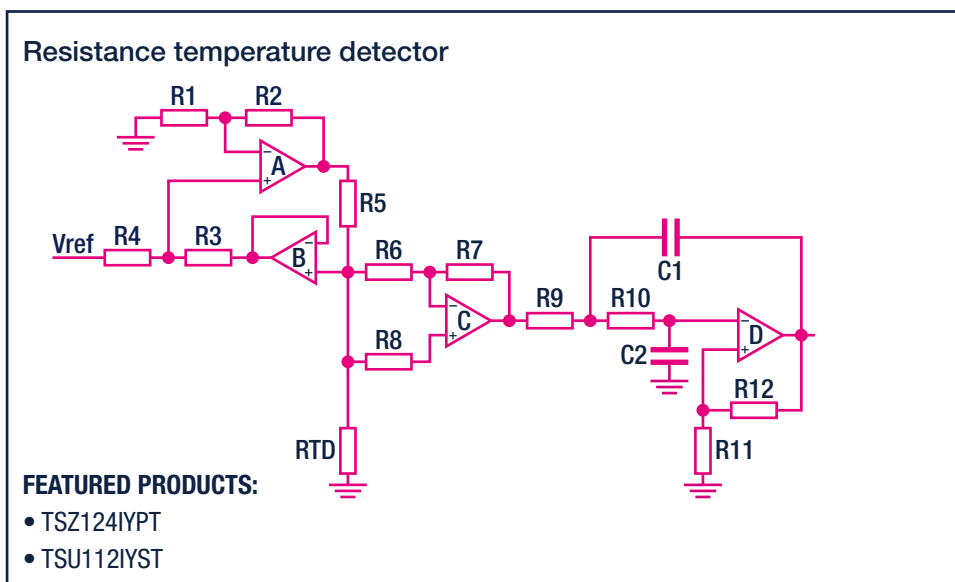 Resistance temperature detector
R1 R2
− A +
R5
Vref R4 R3 − B +
R6 R7
− C +
R8
R9 R10 C1
C2 − D +
R12
R11
RTD
FEATURED PRODUCTS:
• TSZ124IYPT
• TSU112IYST